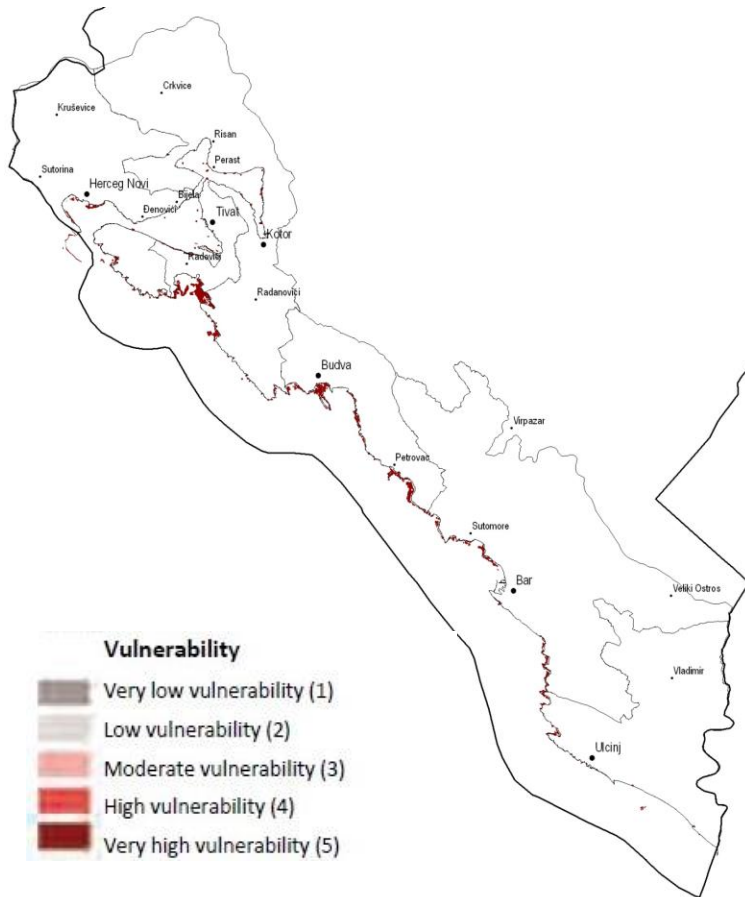 Crkvice
Kruševice
Risan
Perast
Sutorina
Herceg Novi
Bijela
Đenovići
Tivat
Kotor
Radovići
Radanovići
Budva
Virpazar
Petrovac
Sutomore
Bar
Veliki Ostros
Vladimir
Ulcinj
Vulnerability
Very low vulnerability (1)
Low vulnerability (2)
Moderate vulnerability (3)
High vulnerability (4)
Very high vulnerability (5)